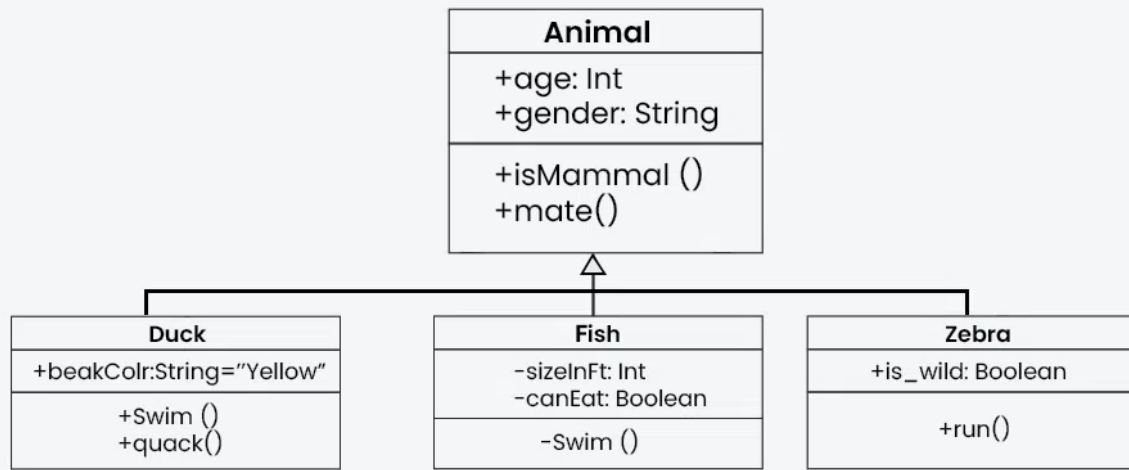 Animal
+age: Int
+gender: String
+isMammal ()
+mate()
Duck
+beakColr:String="Yellow"
+Swim ()
+quack()
Fish
-sizeInFt: Int
-canEat: Boolean
-Swim ()
Zebra
+is_wild: Boolean
+run()